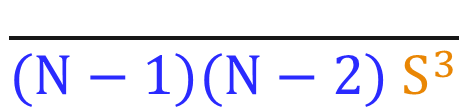 (N − 1)(N − 2) S³